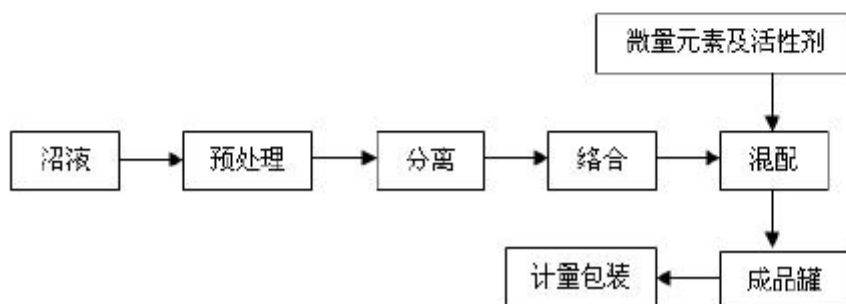 微量元素及活性剂
沼液
预处理
分离
络合
混配
计量包装
成品罐